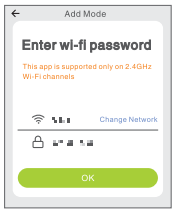 Add Mode
Enter wi-fi password
This app is supported only on 2.4GHz
Wi-Fi channels
Change Network
OK